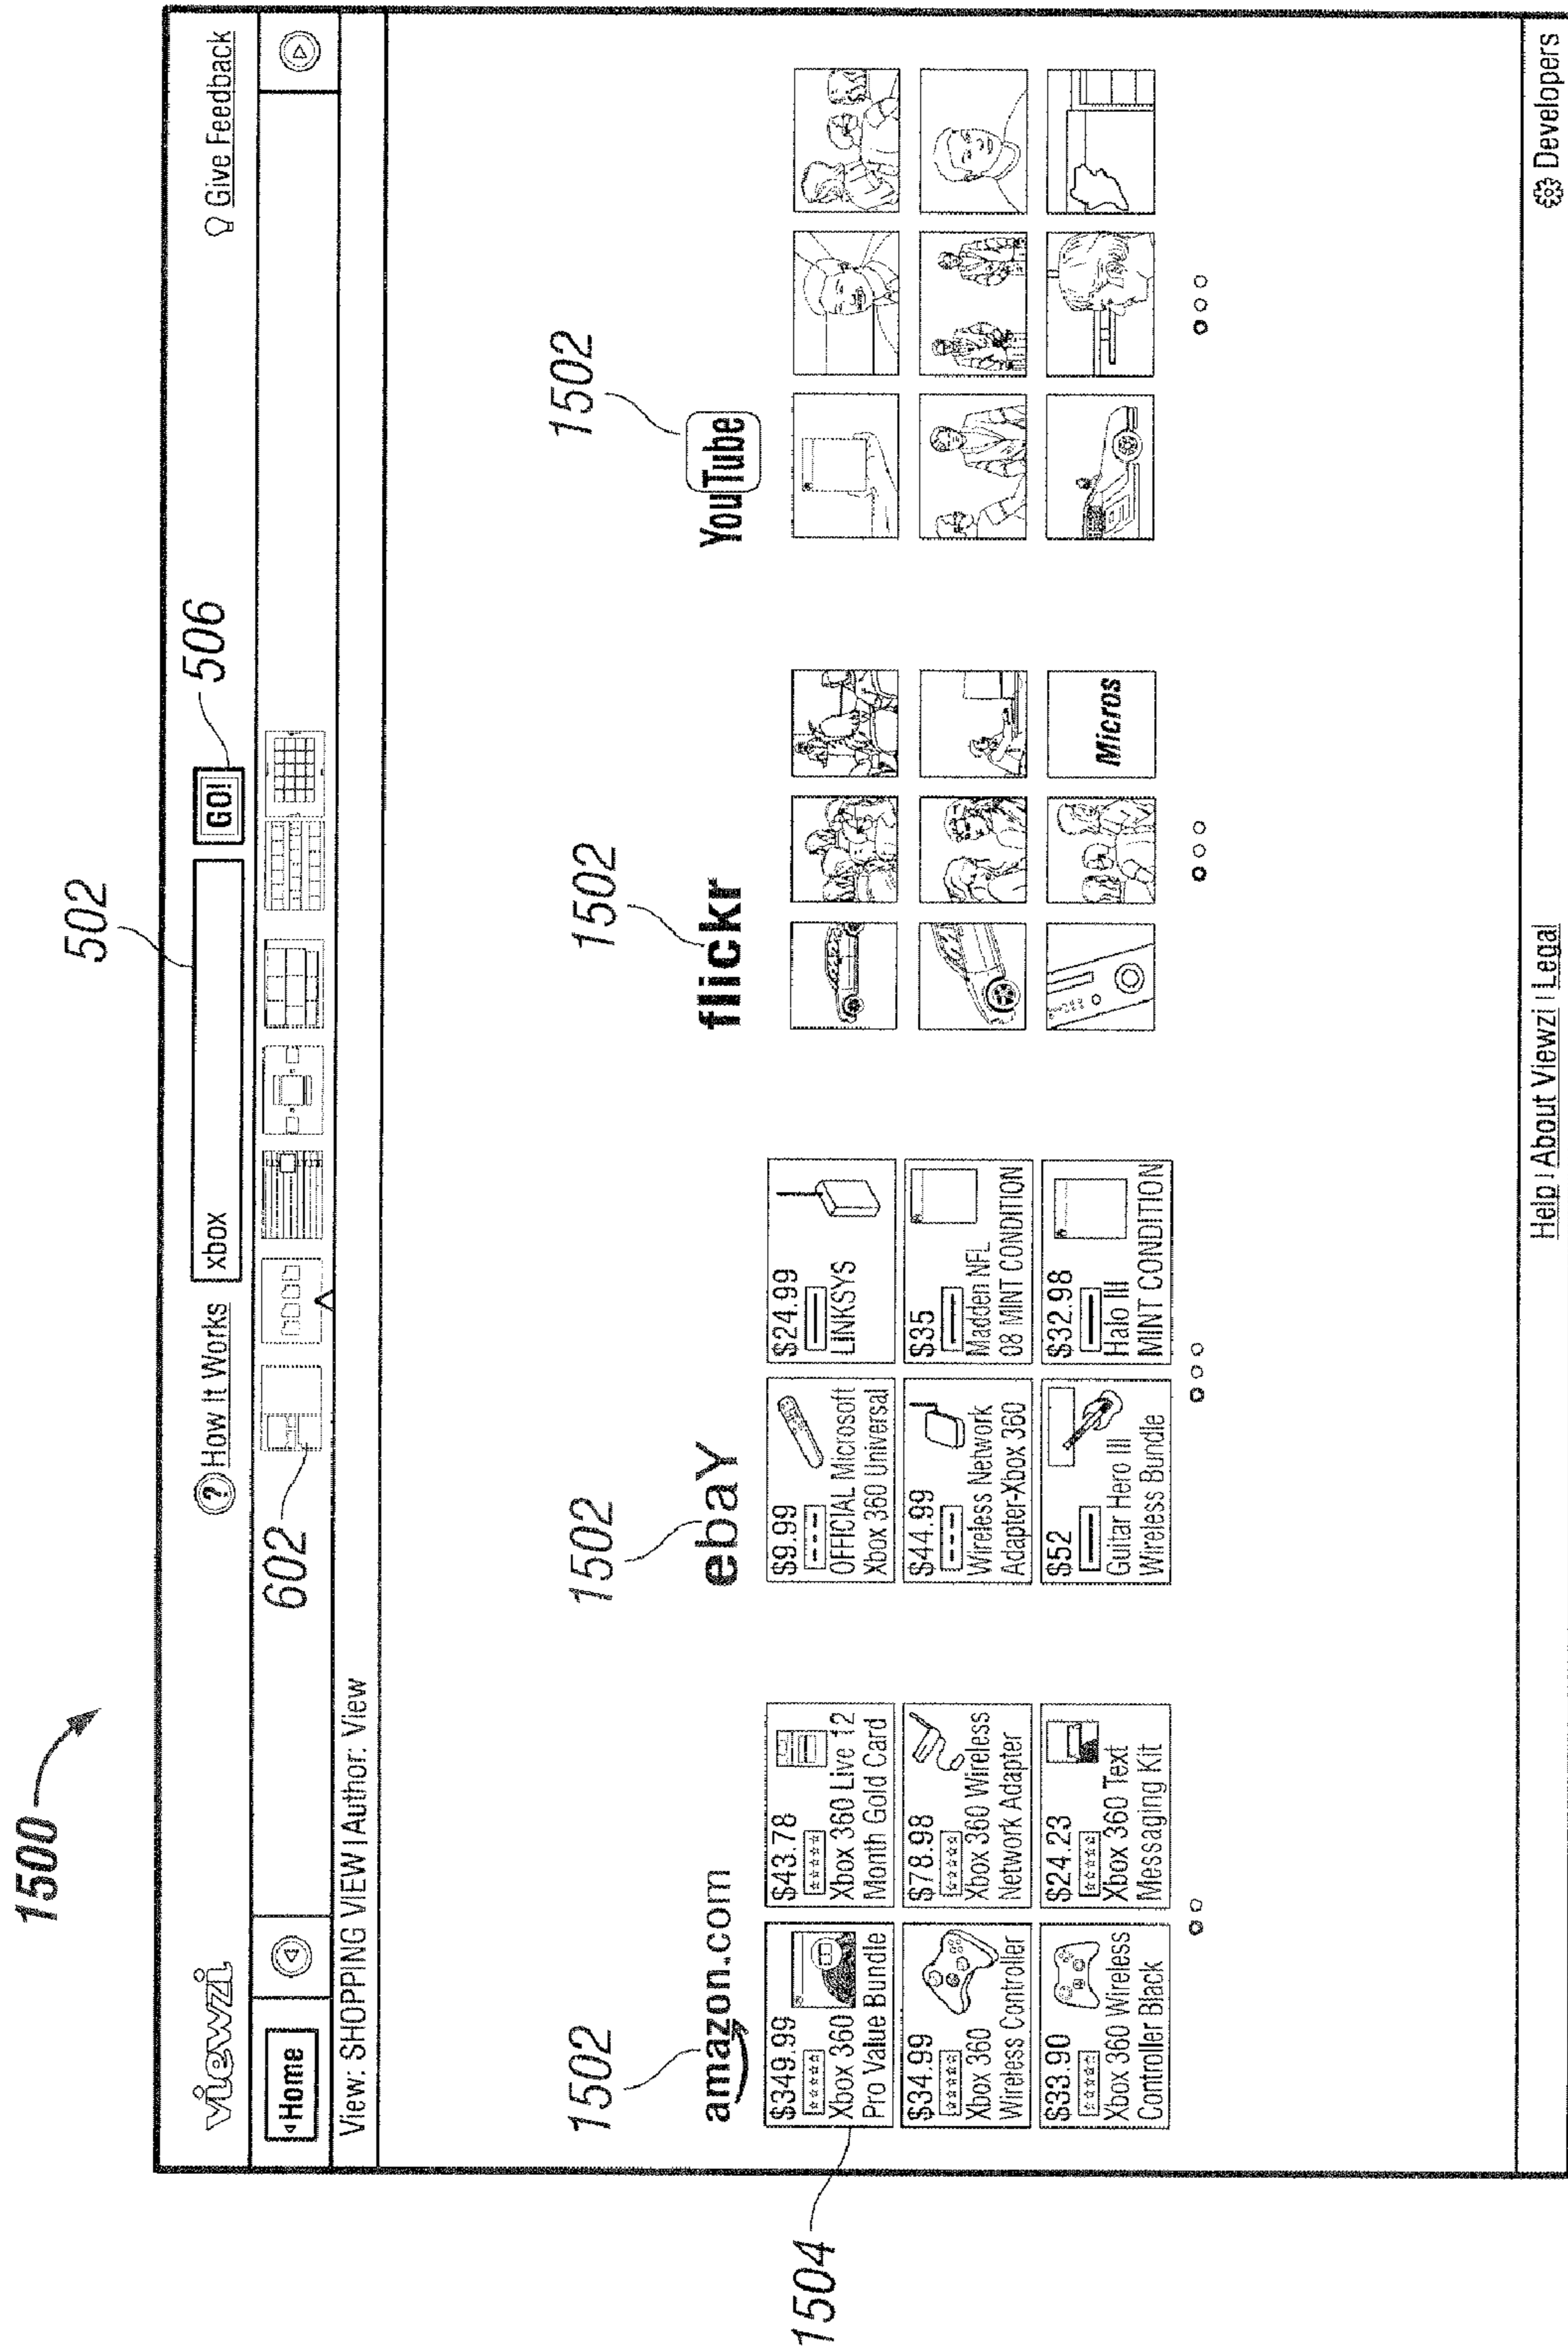 1500
502
viewzi
? How It Works
xbox
GO!
506
Give Feedback
Home
602
View: SHOPPING VIEW | Author: View
1502
amazon.com
1504
$349.99
Xbox 360
Pro Value Bundle
$43.78
Xbox 360 Live 12
Month Gold Card
$34.99
Xbox 360
Wireless Controller
$78.98
Xbox 360 Wireless
Network Adapter
$33.90
Xbox 360 Wireless
Controller Black
$24.23
Xbox 360 Text
Messaging Kit
1502
ebaY
$9.99
OFFICIAL Microsoft
Xbox 360 Universal
$24.99
LINKSYS
$44.99
Wireless Network
Adapter-Xbox 360
$35
Madden NFL
08 MINT CONDITION
$52
Guitar Hero III
Wireless Bundle
$32.98
Halo III
MINT CONDITION
1502
flickr
Micros
1502
YouTube
Help | About Viewzi | Legal
Developers